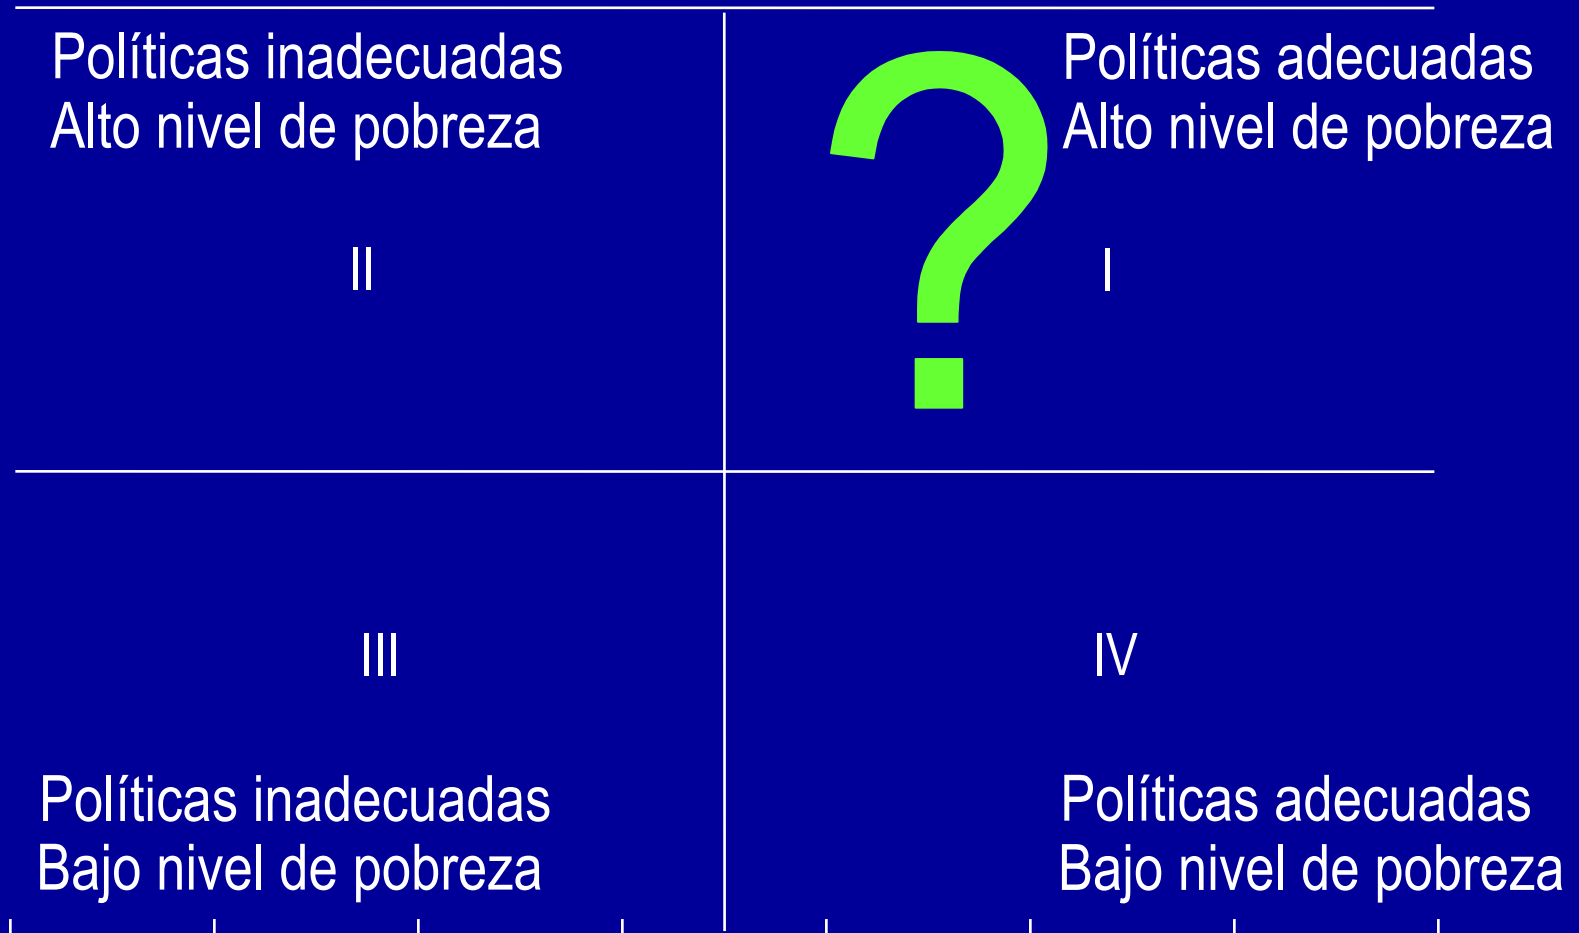 Políticas inadecuadas
Alto nivel de pobreza
II
?
Políticas adecuadas
Alto nivel de pobreza
I
III
Políticas inadecuadas
Bajo nivel de pobreza
IV
Políticas adecuadas
Bajo nivel de pobreza